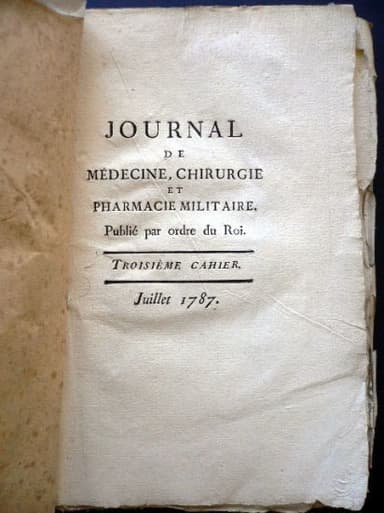 JOURNAL
DE
MÉDECINE, CHIRURGIE
ET
PHARMACIE MILITAIRE,
Publié par ordre du Roi.
TROISIÈME CAHIER.
Juillet 1787.